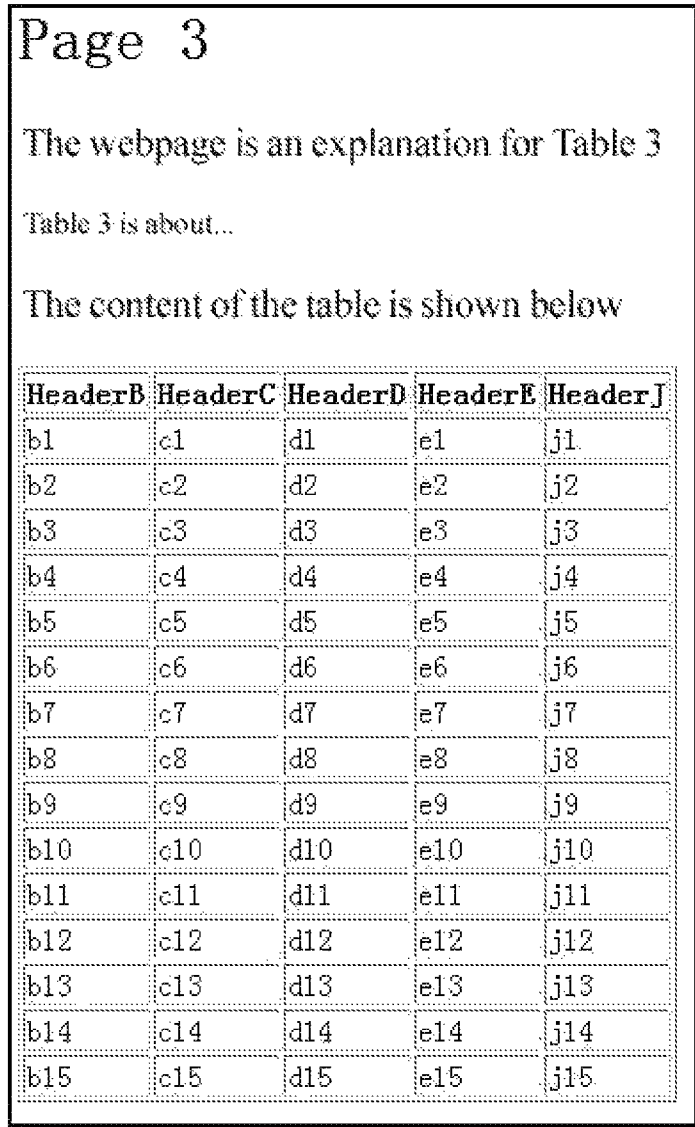 Page 3
The webpage is an explanation for Table 3
Table 3 is about...
The content of the table is shown below
HeaderB HeaderC HeaderD HeaderE HeaderJ
b1 c1 d1 e1 j1
b2 c2 d2 e2 j2
b3 c3 d3 e3 j3
b4 c4 d4 e4 j4
b5 c5 d5 e5 j5
b6 c6 d6 e6 j6
b7 c7 d7 e7 j7
b8 c8 d8 e8 j8
b9 c9 d9 e9 j9
b10 c10 d10 e10 j10
b11 c11 d11 e11 j11
b12 c12 d12 e12 j12
b13 c13 d13 e13 j13
b14 c14 d14 e14 j14
b15 c15 d15 e15 j15